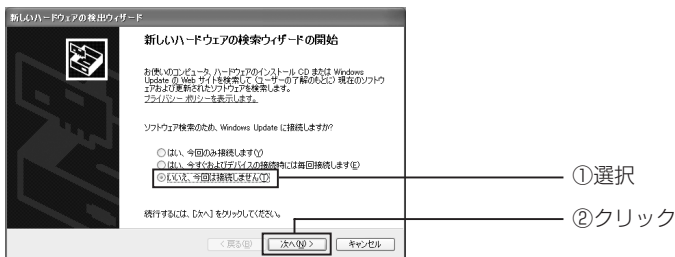 新しいハードウェアの検出ウィザード
新しいハードウェアの検索ウィザードの開始
お使いのコンピュータ、ハードウェアのインストール CD または Windows
Update の Web サイトを検索して (ユーザーの了解のもとに) 現在のソフトウ
ェアおよび更新されたソフトウェアを検索します。
プライバシー ポリシーを表示します。
ソフトウェア検索のため、Windows Update に接続しますか?
はい、今回のみ接続します(Y)
はい、今すぐおよびデバイスの接続時には毎回接続します(E)
いいえ、今回は接続しません(T)
①選択
続行するには、[次へ] をクリックしてください。
②クリック
< 戻る(B)
次へ(N) >
キャンセル